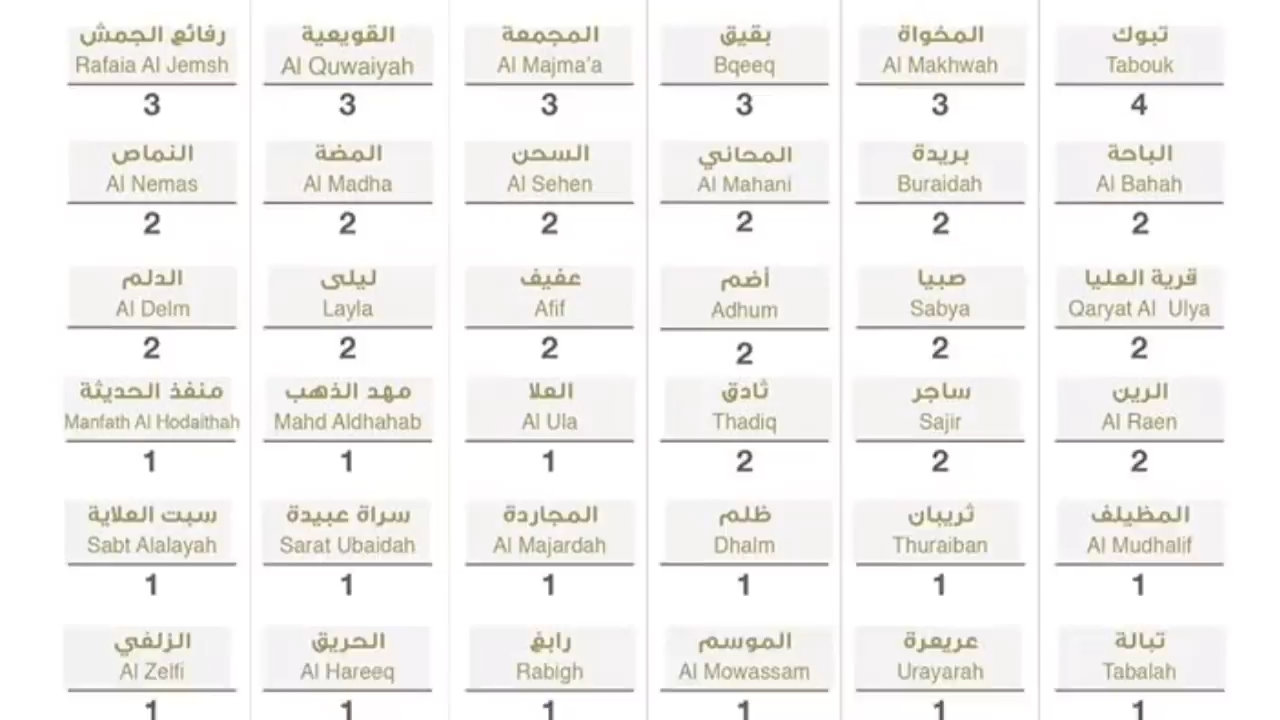 تبوك
Tabouk
4
المخواة
Al Makhwah
3
بقيق
Bqeeq
3
المجمعة
Al Majma'a
3
القويعية
Al Quwaiyah
3
رفائع الجمش
Rafaia Al Jemsh
3
الباحة
Al Bahah
2
بريدة
Buraidah
2
المحاني
Al Mahani
2
السحن
Al Sehen
2
المضة
Al Madha
2
النماص
Al Nemas
2
قرية العليا
Qaryat Al Ulya
2
صبيا
Sabya
2
أضم
Adhum
2
عفيف
Afif
2
ليلى
Layla
2
الدلم
Al Delm
2
الرين
Al Raen
2
ساجر
Sajir
2
ثادق
Thadiq
2
العلا
Al Ula
1
مهد الذهب
Mahd Aldhahab
1
منفذ الحديثة
Manfath Al Hodaithah
1
المظيلف
Al Mudhalif
1
ثريبان
Thuraiban
1
ظلم
Dhalm
1
المجاردة
Al Majardah
1
سراة عبيدة
Sarat Ubaidah
1
سبت العلاية
Sabt Alalayah
1
تبالة
Tabalah
1
عريعرة
Urayarah
1
الموسم
Al Mowassam
1
رابغ
Rabigh
1
الحريق
Al Hareeq
1
الزلفي
Al Zelfi
1